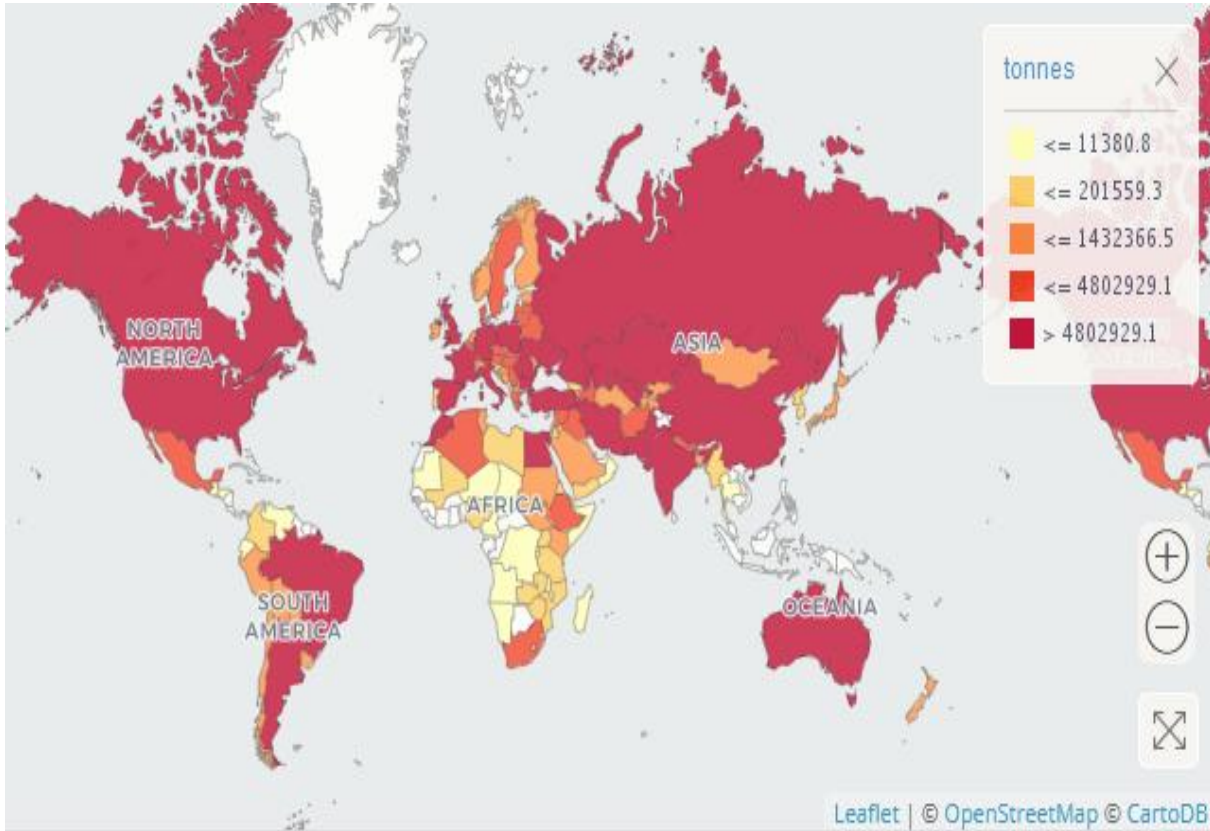 tonnes
<= 11380.8
<= 201559.3
<= 1432366.5
<= 4802929.1
> 4802929.1
NORTH
AMERICA
ASIA
AFRICA
SOUTH
AMERICA
OCEANIA
Leaflet | © OpenStreetMap © CartoDB